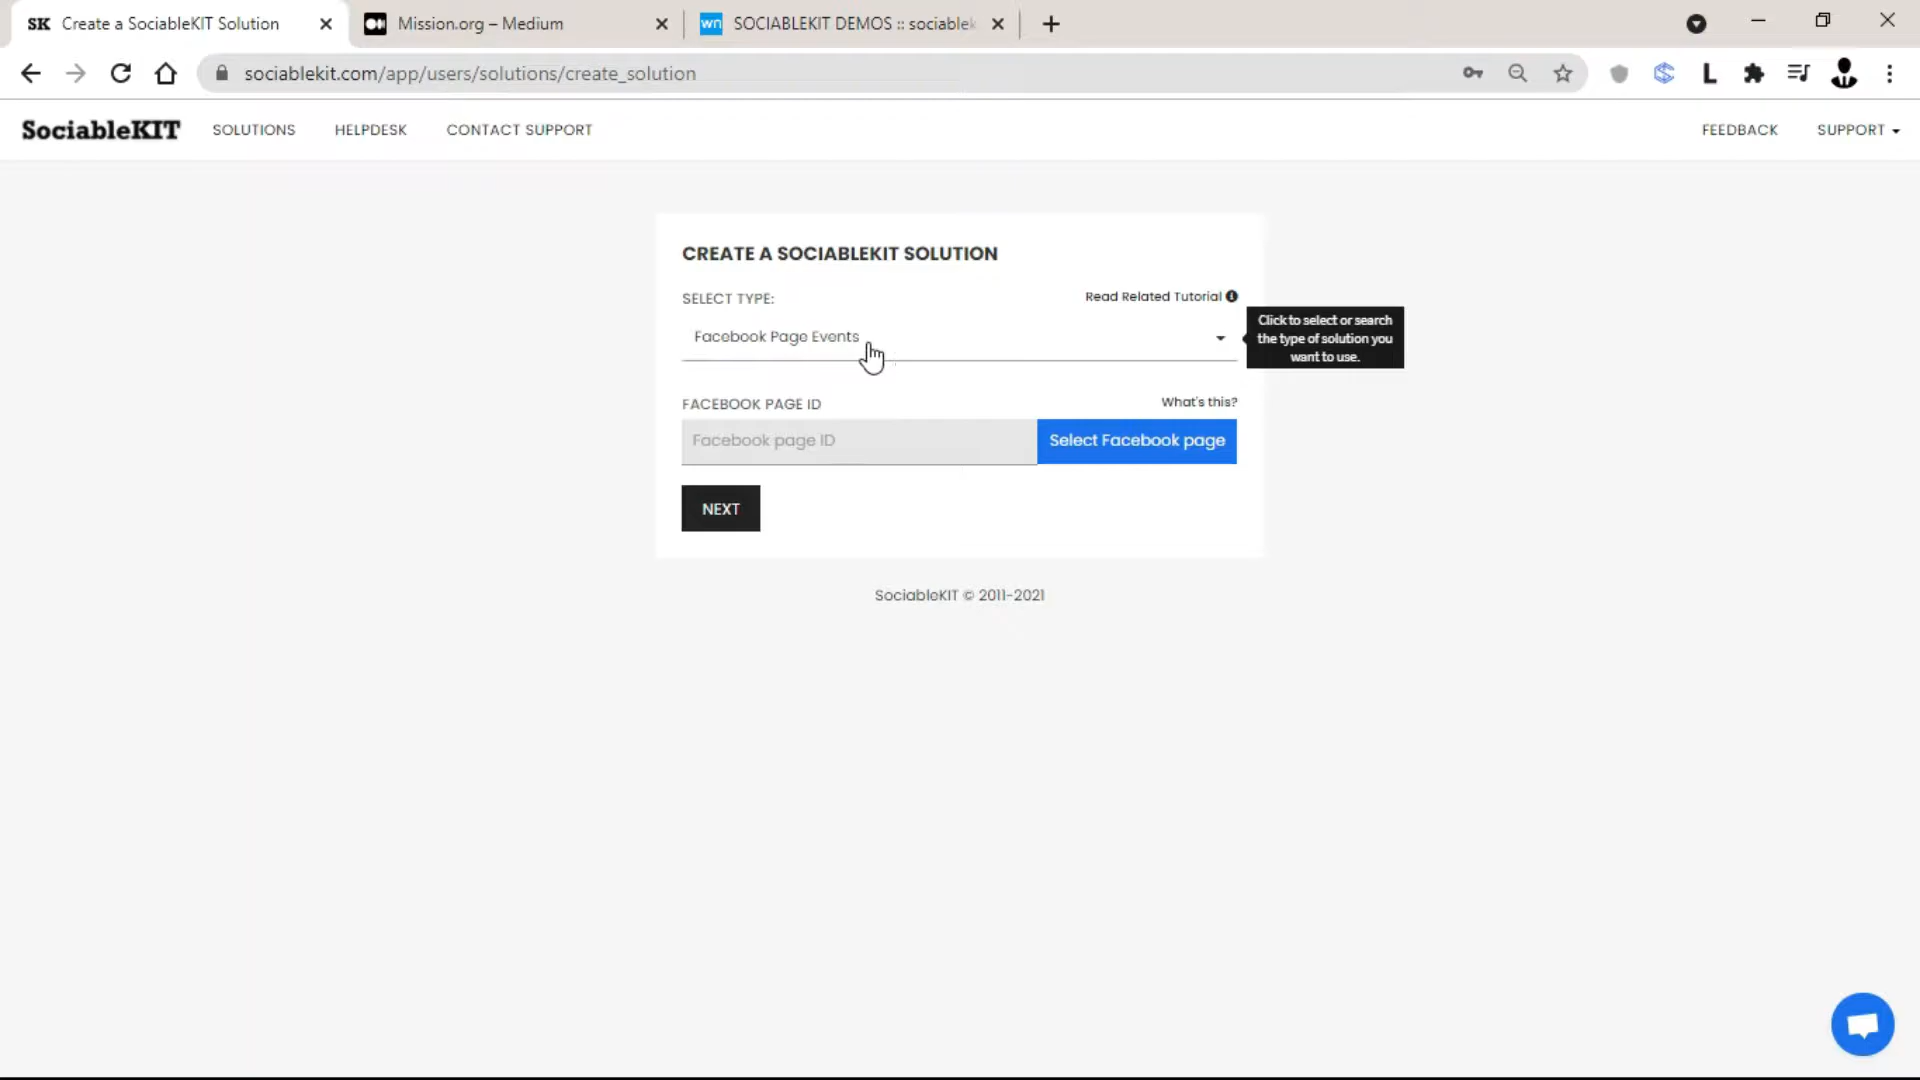 SK Create a SociableKIT Solution
Mission.org – Medium
wn SOCIABLEKIT DEMOS :: sociablek
sociablekit.com/app/users/solutions/create_solution
L
SociableKIT
SOLUTIONS
HELPDESK
CONTACT SUPPORT
FEEDBACK
SUPPORT
CREATE A SOCIABLEKIT SOLUTION
SELECT TYPE:
Read Related Tutorial
Facebook Page Events
Click to select or search
the type of solution you
want to use.
FACEBOOK PAGE ID
What's this?
Facebook page ID
Select Facebook page
NEXT
SociableKIT © 2011-2021